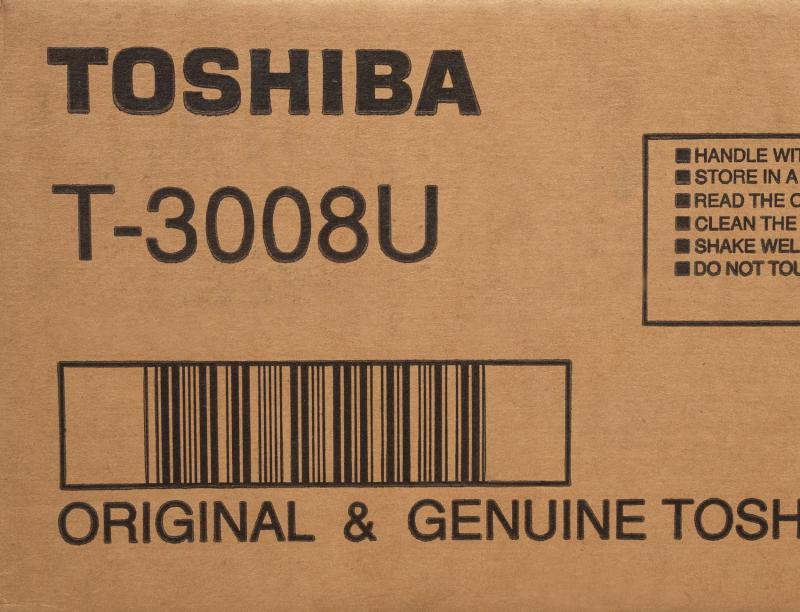 TOSHIBA
T-3008U
HANDLE WIT
STORE IN A
READ THE C
CLEAN THE
SHAKE WEL
DO NOT TOU
ORIGINAL & GENUINE TOSH